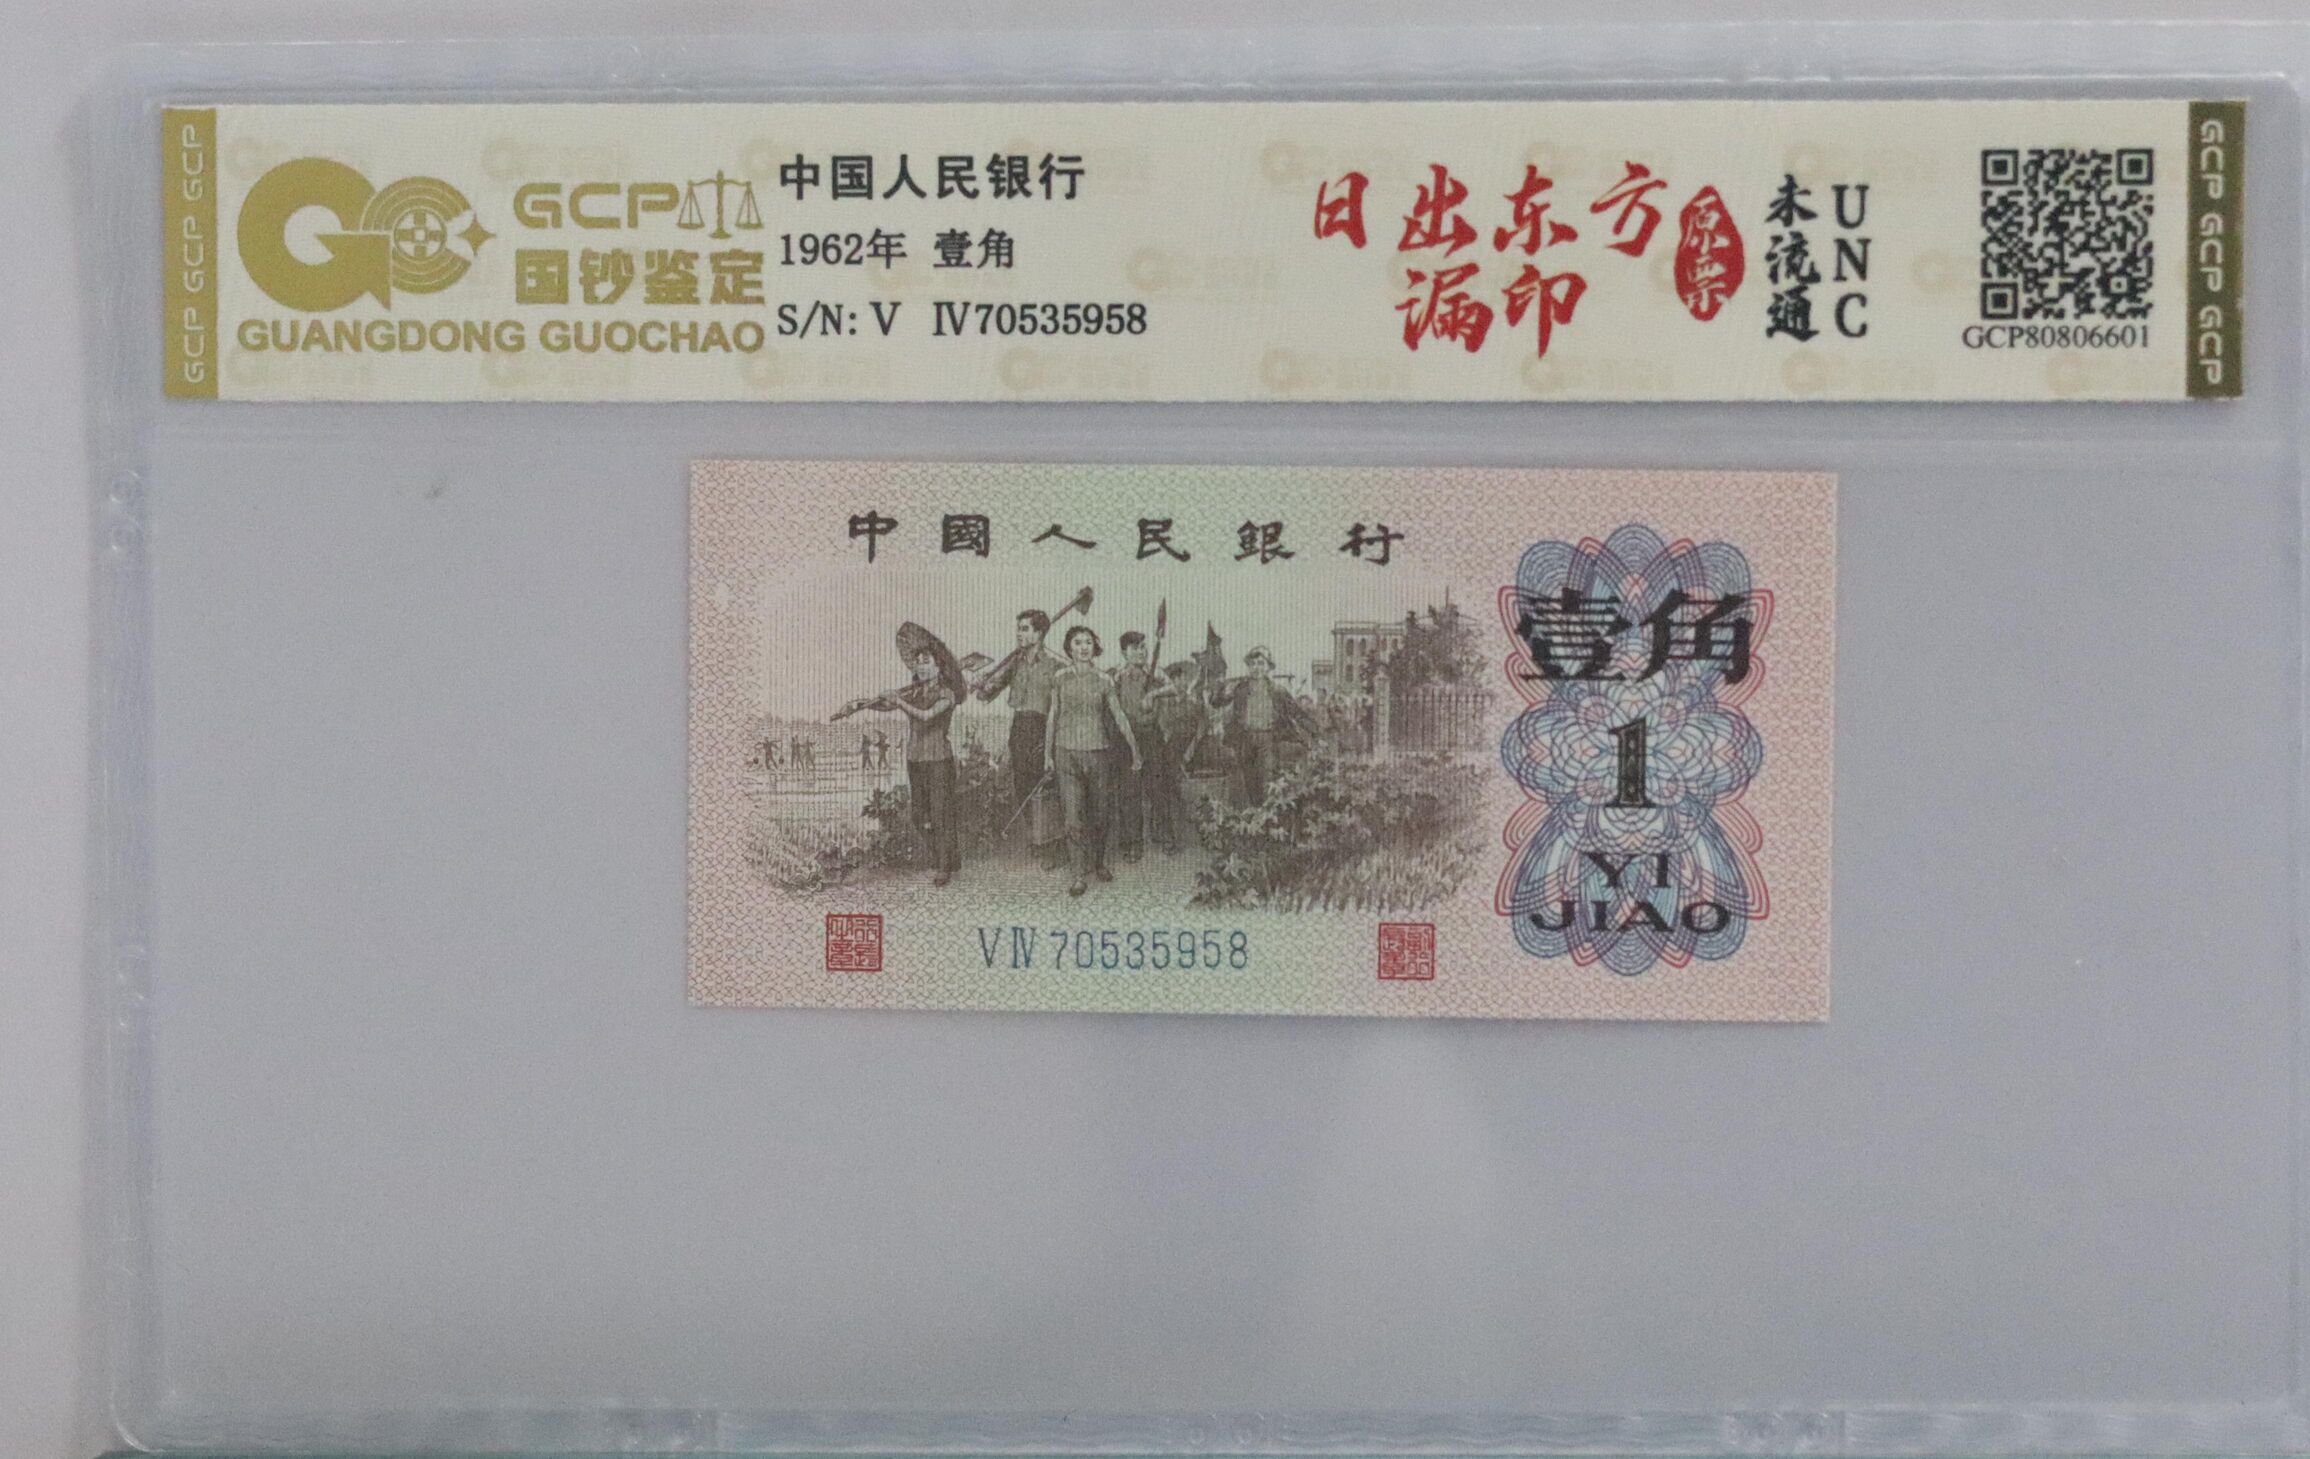 GCP GCP GCP
GCP
国钞鉴定
GUANGDONG GUOCHAO
中国人民银行
1962年 壹角
S/N: V Ⅳ70535958
日出东方
漏印
原票
未流通
UNC
GCP80806601
GCP GCP GCP
中國人民銀行
壹角
1
YI
JIAO
V Ⅳ 70535958